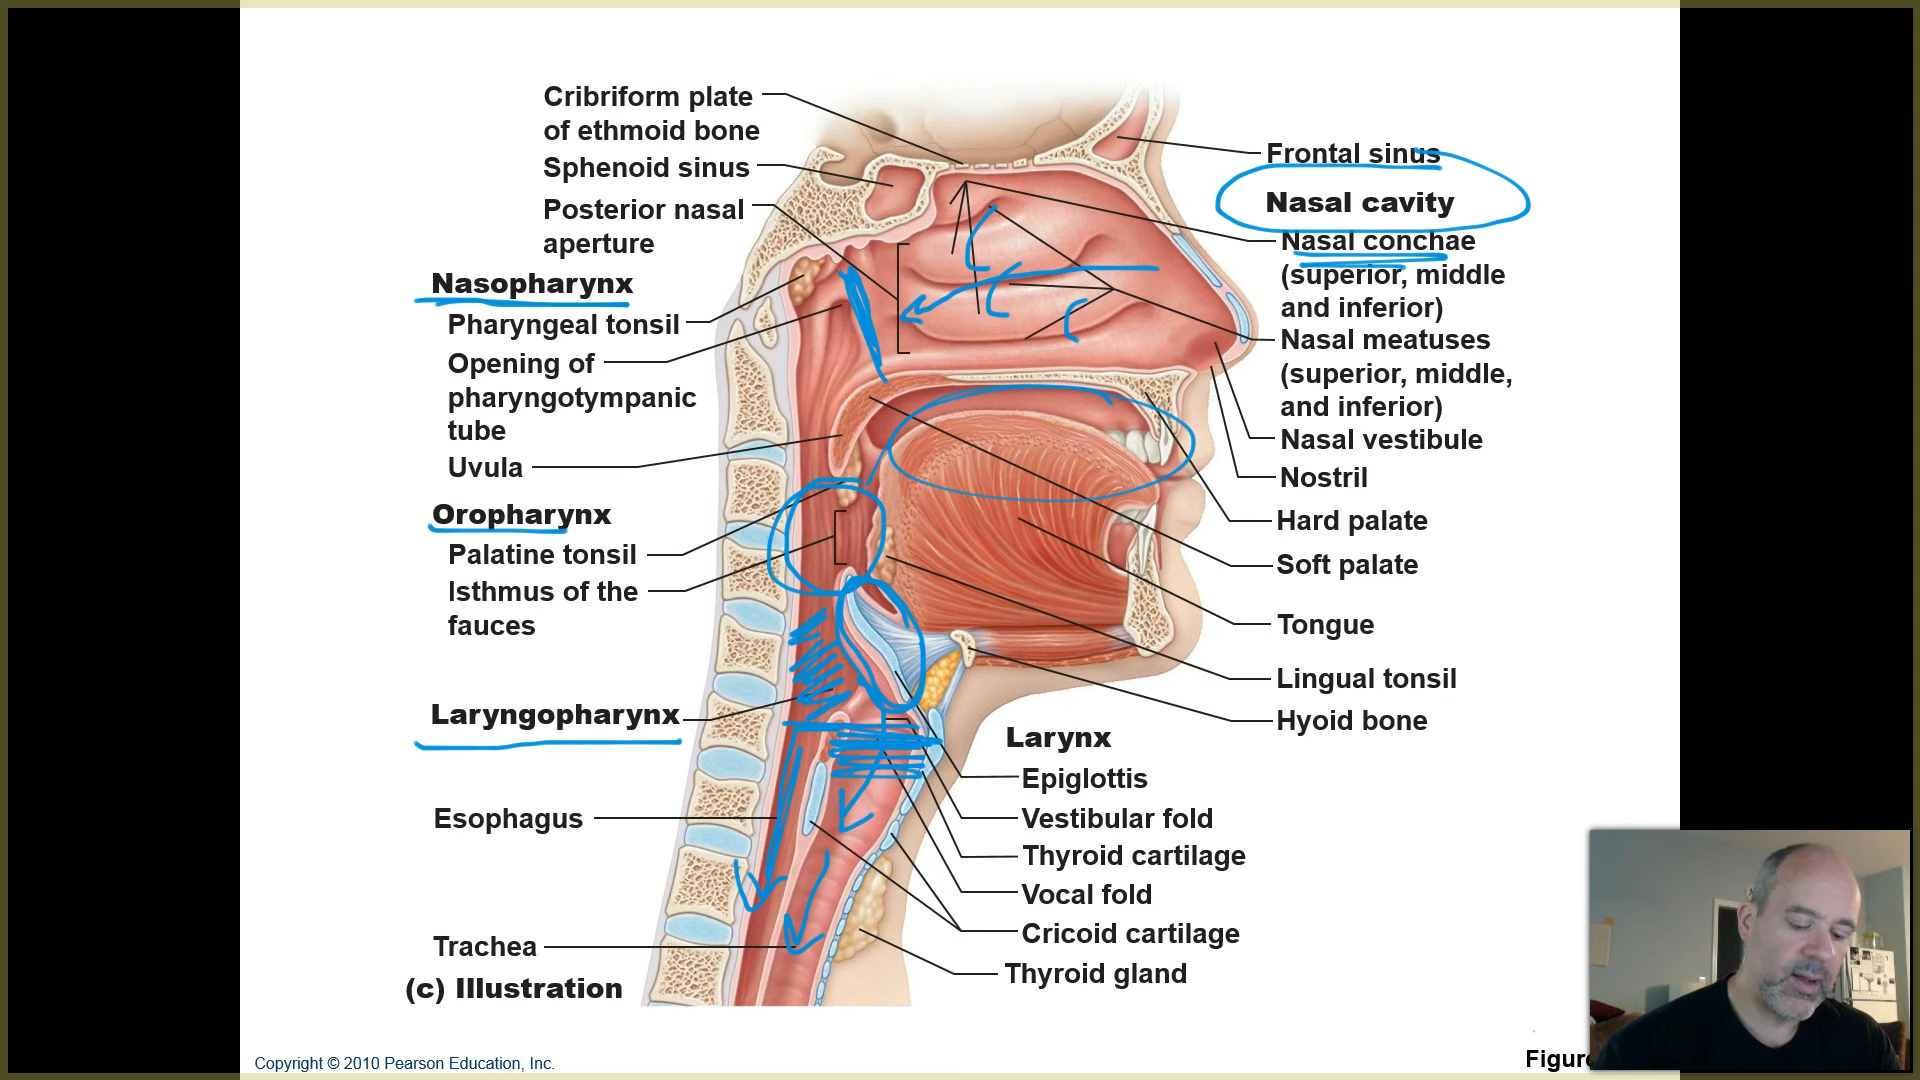 Cribriform plate
of ethmoid bone
Sphenoid sinus
Posterior nasal
aperture
Nasopharynx
Pharyngeal tonsil
Opening of
pharyngotympanic
tube
Uvula
Oropharynx
Palatine tonsil
Isthmus of the
fauces
Laryngopharynx
Esophagus
Trachea
(c) Illustration
Frontal sinus
Nasal cavity
Nasal conchae
(superior, middle
and inferior)
Nasal meatuses
(superior, middle,
and inferior)
Nasal vestibule
Nostril
Hard palate
Soft palate
Tongue
Lingual tonsil
Hyoid bone
Larynx
Epiglottis
Vestibular fold
Thyroid cartilage
Vocal fold
Cricoid cartilage
Thyroid gland
Copyright © 2010 Pearson Education, Inc.